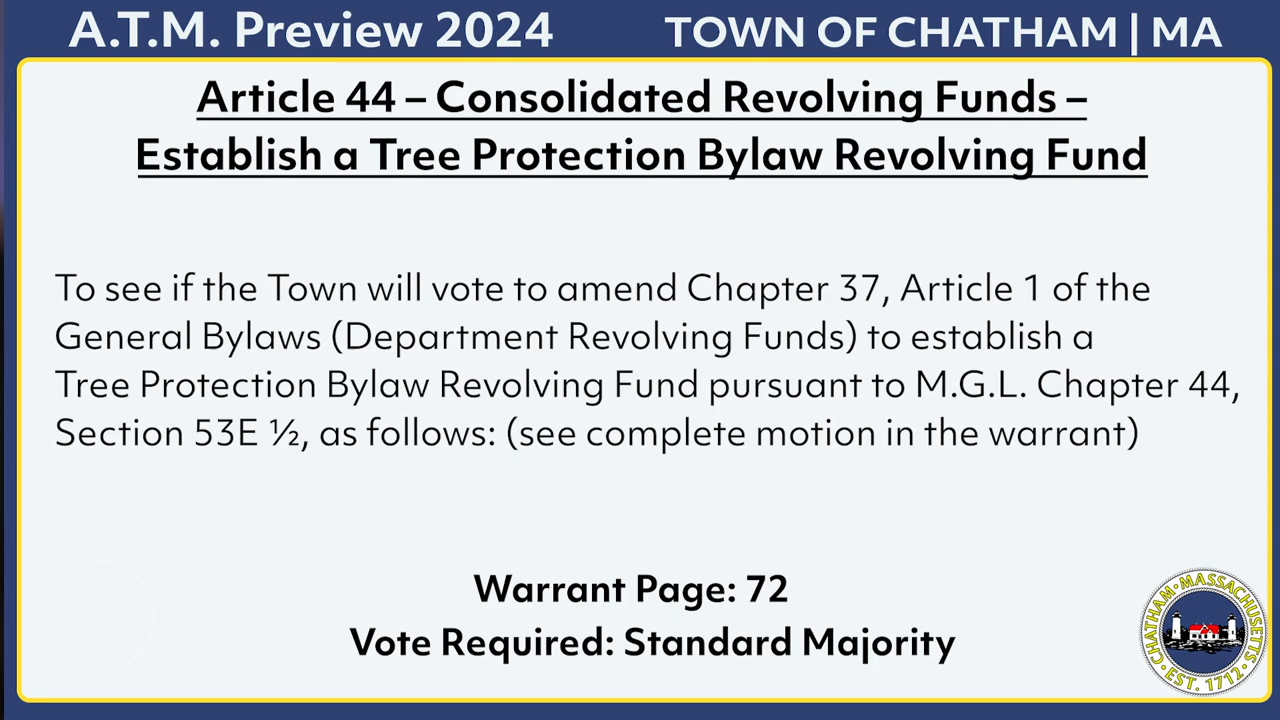 A.T.M. Preview 2024
TOWN OF CHATHAM | MA
Article 44 – Consolidated Revolving Funds –
Establish a Tree Protection Bylaw Revolving Fund
To see if the Town will vote to amend Chapter 37, Article 1 of the
General Bylaws (Department Revolving Funds) to establish a
Tree Protection Bylaw Revolving Fund pursuant to M.G.L. Chapter 44,
Section 53E ½, as follows: (see complete motion in the warrant)
Warrant Page: 72
Vote Required: Standard Majority
CHATHAM, MASSACHUSETTS
EST. 1712